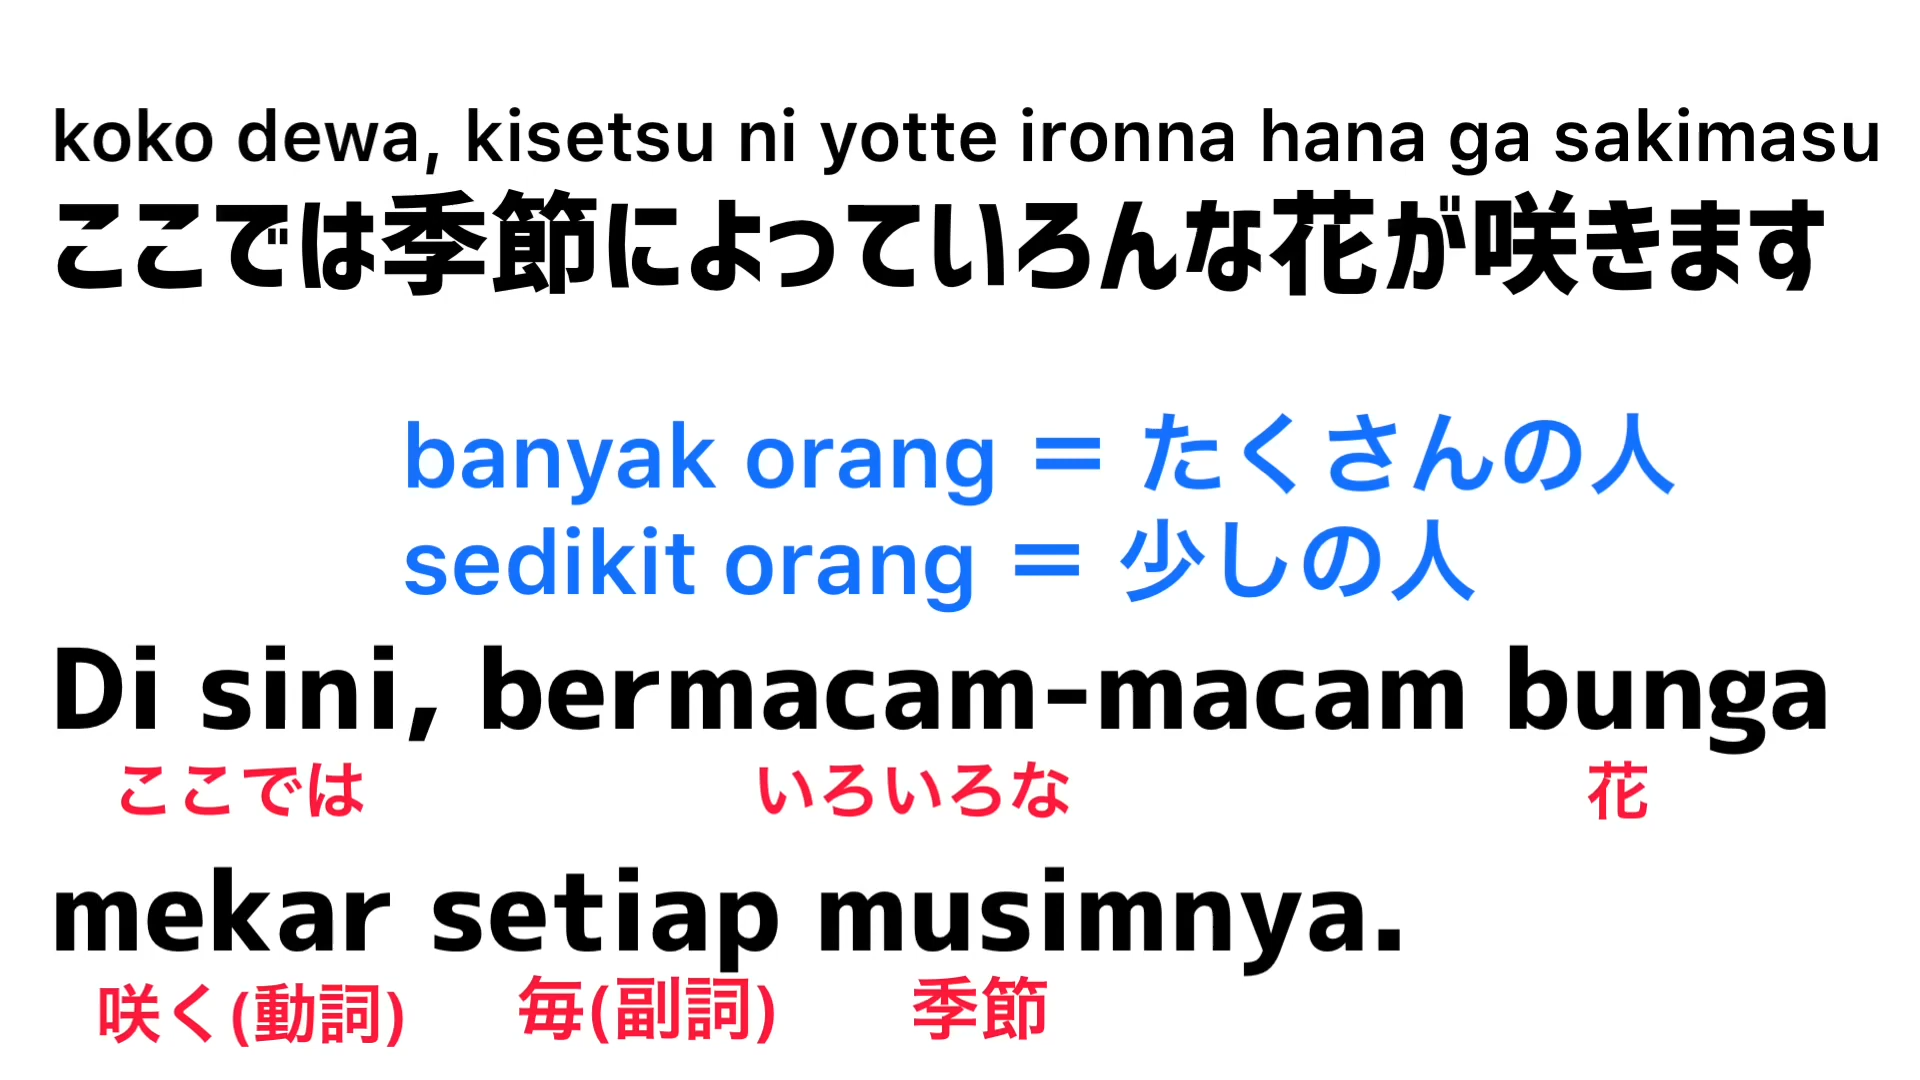 koko dewa, kisetsu ni yotte ironna hana ga sakimasu
ここでは季節によっていろんな花が咲きます
banyak orang = たくさんの人
sedikit orang = 少しの人
Di sini, bermacam-macam bunga
ここでは いろいろな 花
mekar setiap musimnya.
咲く(動詞) 毎(副詞) 季節